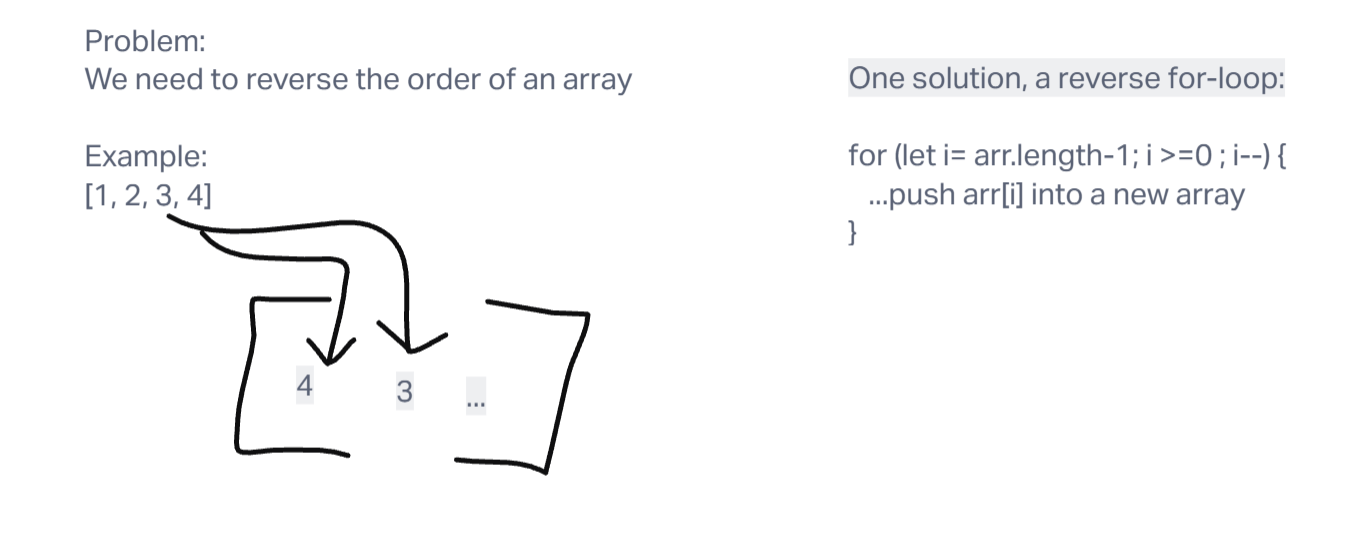 Problem:
We need to reverse the order of an array
Example:
[1, 2, 3, 4]
4 3 ...
One solution, a reverse for-loop:
for (let i= arr.length-1; i >=0 ; i--) {
...push arr[i] into a new array
}